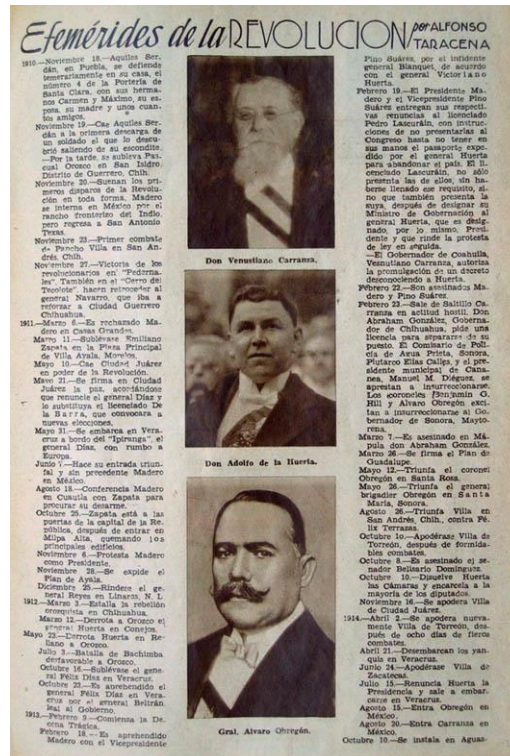 Efemérides de la REVOLUCION por ALFONSO
TARACENA
1910.—Noviembre 18.—Aquiles Ser-
dán, en Puebla, se defiende
temerariamente en su casa, el
número 4 de la Portería de
Santa Clara, con sus herma-
nos Carmen y Máximo, su es-
posa, su madre y unos cuan-
tos amigos.
Noviembre 19.—Cae Aquiles Ser-
dán a la primera descarga de
un soldado el que lo descu-
brió saliendo de su escondite.
—Por la tarde, se subleva Pas-
cual Orozco en San Isidro,
Distrito de Guerrero, Chih.
Noviembre 20.—Suenan los pri-
meros disparos de la Revolu-
ción en toda forma. Madero
se interna en México por el
rancho fronterizo del Indio,
pero regresa a San Antonio
Texas.
Noviembre 23.—Primer combate
de Pancho Villa en San An-
drés, Chih.
Noviembre 27.—Victoria de los
revolucionarios en "Pederna-
les". También en el "Cerro del
Tecolote", hacen retroceder al
general Navarro, que iba a
reforzar a Ciudad Guerrero
Chihuahua.
1911.—Marzo 6.—Es rechazado Ma-
dero en Casas Grandes.
Marzo 11.—Sublévase Emiliano
Zapata en la Plaza Principal
de Villa Ayala, Morelos.
Mayo 10.—Cae Ciudad Juárez
en poder de la Revolución.
Mayo 21.—Se firma en Ciudad
Juárez la paz, acordándose
que renuncie el general Díaz y
lo substituya el licenciado De
la Barra, que convocará a
nuevas elecciones.
Mayo 31.—Se embarca en Vera-
cruz a bordo del "Ipiranga", el
general Díaz, con rumbo a
Europa.
Junio 7.—Hace su entrada triun-
fal y sin precedente Madero
en México.
Agosto 18.—Conferencia Madero
en Cuautla con Zapata para
procurar su desarme.
Octubre 25.—Zapata está a las
puertas de la capital de la Re-
pública, después de entrar en
Milpa Alta, quemando los
principales edificios.
Noviembre 6.—Protesta Madero
como Presidente.
Noviembre 28.—Se expide el
Plan de Ayala.
Diciembre 25.—Ríndese el ge-
neral Reyes en Linares, N. L.
1912.—Marzo 3.—Estalla la rebelión
orozquista en Chihuahua.
Marzo 12.—Derrota a Orozco el
general Huerta en Conejos.
Mayo 23.—Derrota Huerta en Re-
llano a Orozco.
Julio 3.—Batalla de Bachimba
desfavorable a Orozco.
Octubre 16.—Sublévase el gene-
ral Félix Díaz en Veracruz.
Octubre 22.—Es aprehendido el
general Félix Díaz en Vera-
cruz por el general Beltrán,
leal al Gobierno.
1913.—Febrero 9.—Comienza la De-
cena Trágica.
Febrero 18.—Es aprehendido
Madero con el Vicepresidente
Don Venustiano Carranza.
Don Adolfo de la Huerta.
Gral. Alvaro Obregón.
Pino Suárez, por el infidente
general Blanquet, de acuerdo
con el general Victoriano
Huerta.
Febrero 19.—El Presidente Ma-
dero y el Vicepresidente Pino
Suárez entregan sus respecti-
vas renuncias al licenciado
Pedro Lascuráin, con instruc-
ciones de no presentarlas al
Congreso hasta no tener en
sus manos el pasaporte expe-
dido por el general Huerta
para abandonar el país. El li-
cenciado Lascuráin, no sólo
presenta las de ellos, sin ha-
berse llenado ese requisito, si-
no que también presenta la
suya, después de designar su
Ministro de Gobernación al
general Huerta, que es desig-
nado, por lo mismo, Presi-
dente y que rinde la protesta
de ley en seguida.
—El Gobernador de Coahuila,
Venustiano Carranza, autoriza
la promulgación de un decreto
desconociendo a Huerta.
Febrero 22.—Son asesinados Ma-
dero y Pino Suárez.
Febrero 23.—Sale de Saltillo Ca-
rranza en actitud hostil. Don
Abraham González, Goberna-
dor de Chihuahua, pide una
licencia para separarse de su
puesto. El Comisario de Poli-
cía de Agua Prieta, Sonora,
Plutarco Elías Calles, y el pre-
sidente municipal de Cana-
nea, Manuel M. Diéguez, se
aprestan a insurreccionarse.
Los coroneles Benjamín G.
Hill y Alvaro Obregón exci-
tan a insurreccionarse al Go-
bernador de Sonora, Mayto-
rena.
Marzo 7.—Es asesinado en Má-
pula don Abraham González.
Marzo 26.—Se firma el Plan de
Guadalupe.
Mayo 12.—Triunfa el coronel
Obregón en Santa Rosa.
Mayo 26.—Triunfa el general
brigadier Obregón en Santa
María, Sonora.
Agosto 26.—Triunfa Villa en
San Andrés, Chih., contra Fé-
lix Terrazas.
Octubre 1o.—Apodérase Villa de
Torreón, después de formida-
bles combates.
Octubre 8.—Es asesinado el se-
nador Belisario Domínguez.
Octubre 10.—Disuelve Huerta
las Cámaras y encarcela a la
mayoría de los diputados.
Noviembre 16.—Se apodera Villa
de Ciudad Juárez.
1914.—Abril 2.—Se apodera nueva-
mente Villa de Torreón, des-
pués de ocho días de fieros
combates.
Abril 21.—Desembarcan los yan-
quis en Veracruz.
Junio 24.—Apodérase Villa de
Zacatecas.
Julio 15.—Renuncia Huerta la
Presidencia y sale a embar-
carse en Veracruz.
Agosto 15.—Entra Obregón en
México.
Agosto 20.—Entra Carranza en
México.
Octubre 10.—Se instala en Aguas-